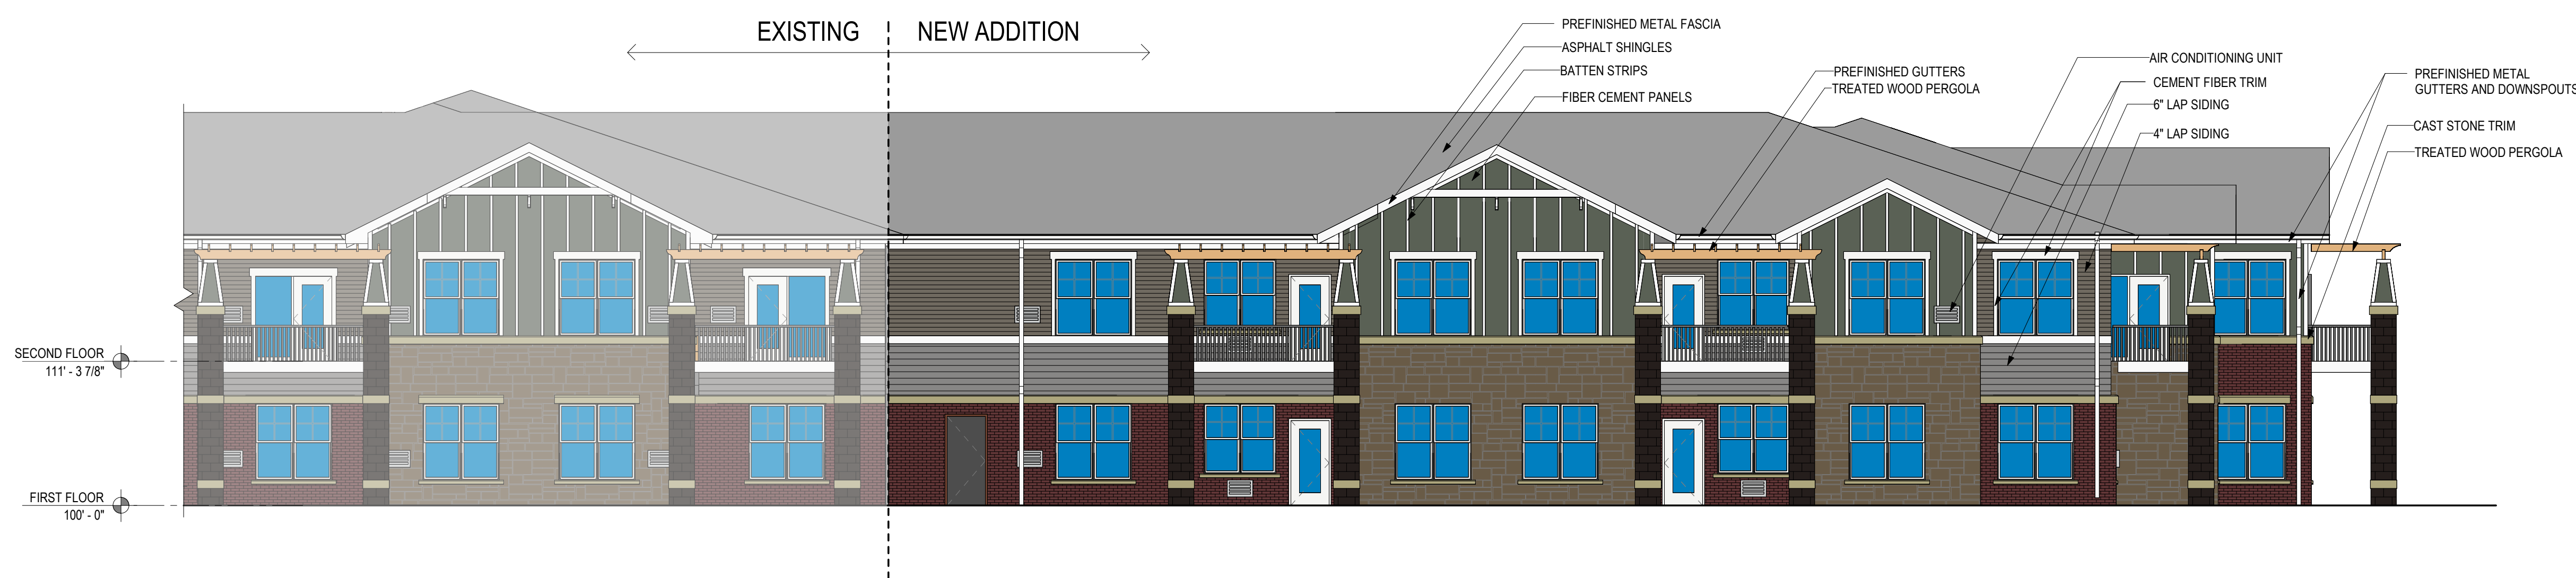 EXISTING
NEW ADDITION
PREFINISHED METAL FASCIA
ASPHALT SHINGLES
BATTEN STRIPS
FIBER CEMENT PANELS
PREFINISHED GUTTERS
TREATED WOOD PERGOLA
AIR CONDITIONING UNIT
CEMENT FIBER TRIM
6" LAP SIDING
4" LAP SIDING
PREFINISHED METAL
GUTTERS AND DOWNSPOUTS
CAST STONE TRIM
TREATED WOOD PERGOLA
SECOND FLOOR
111' - 3 7/8"
FIRST FLOOR
100' - 0"